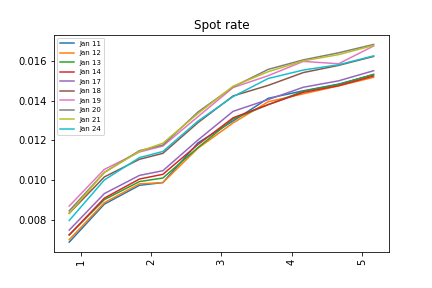 Spot rate
0.016
0.014
0.012
0.010
0.008
Jan 11
Jan 12
Jan 13
Jan 14
Jan 17
Jan 18
Jan 19
Jan 20
Jan 21
Jan 24
1
2
3
4
5